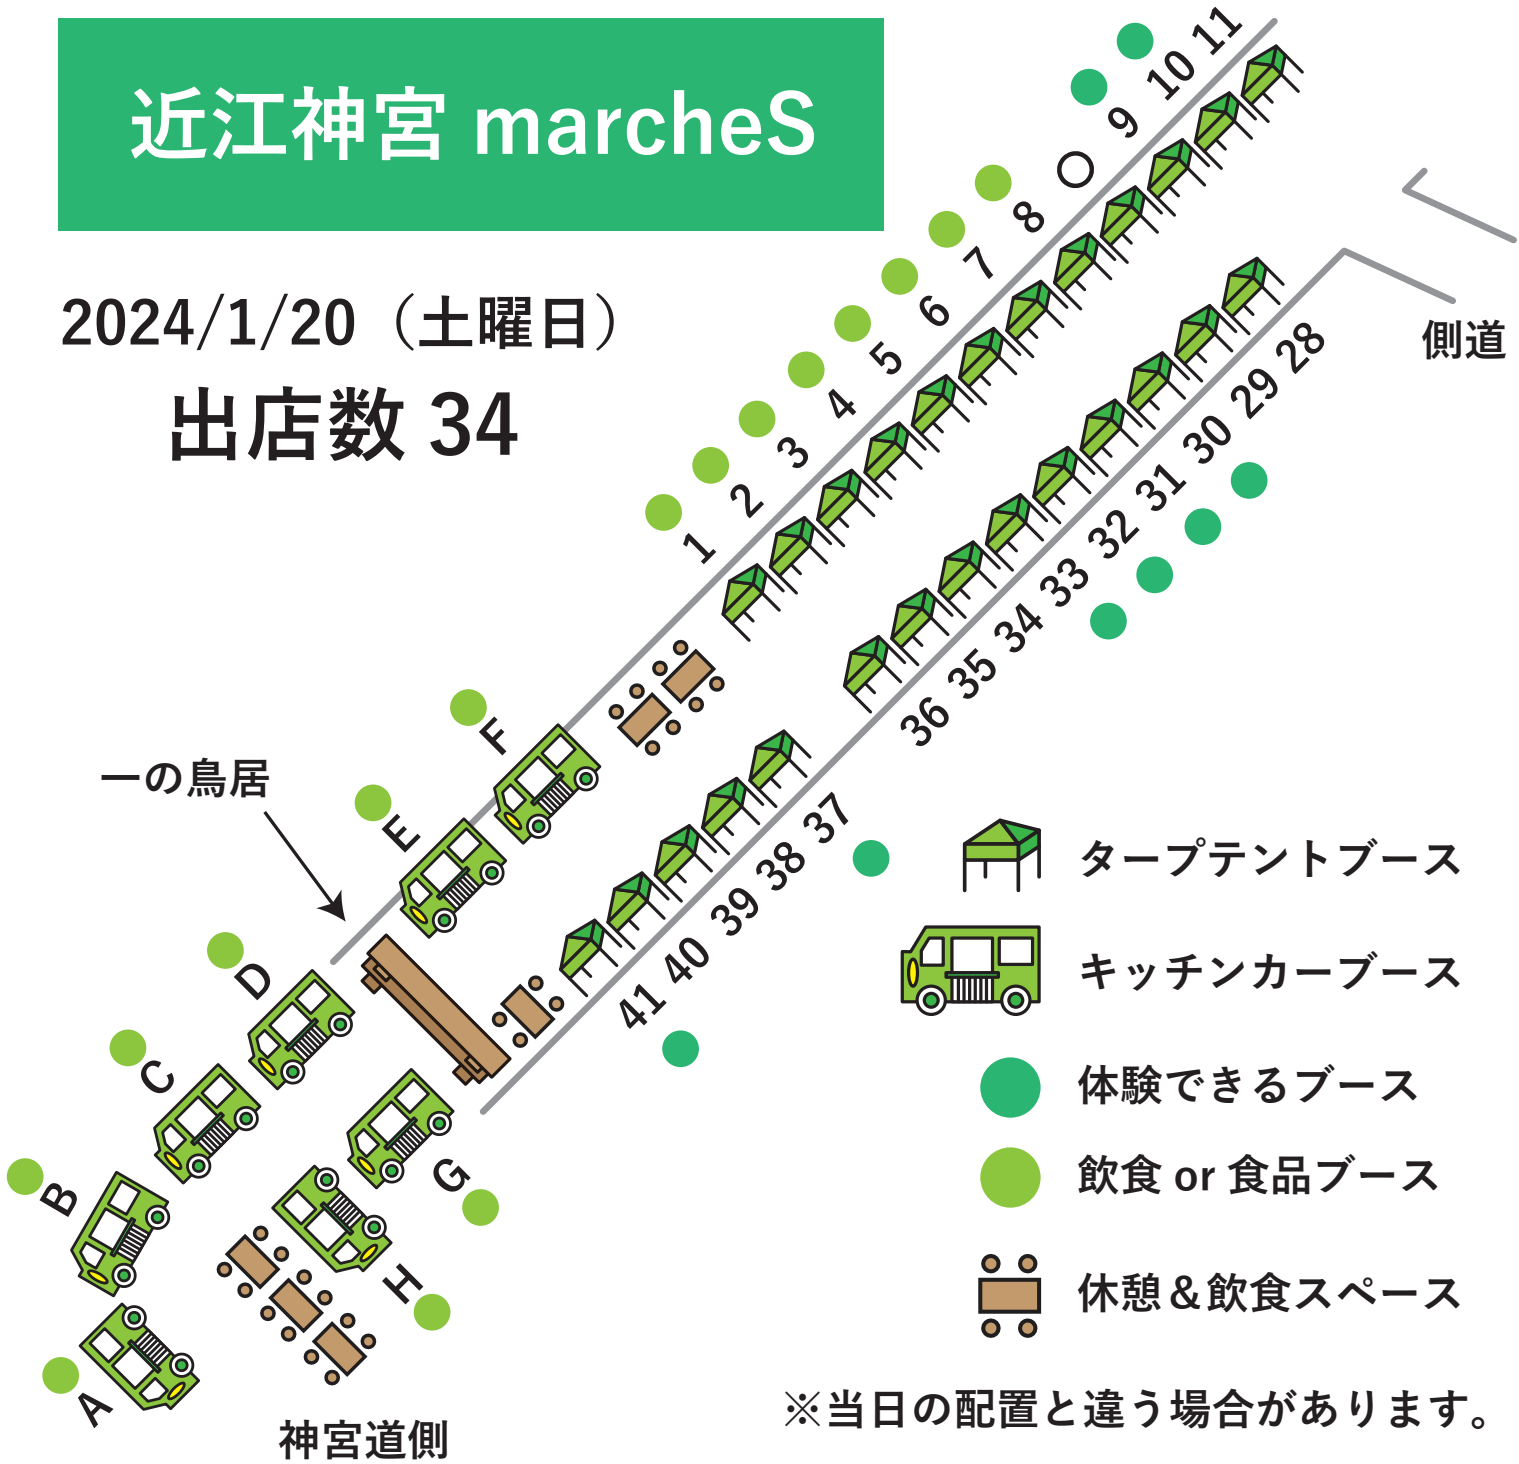 近江神宮 marcheS
2024/1/20（土曜日）
出店数 34
11
10
9
8
7
6
5
4
3
2
1
側道
28
29
30
31
32
33
34
35
36
37
38
39
40
41
F
E
一の鳥居
D
C
B
A
G
H
神宮道側
タープテントブース
キッチンカーブース
体験できるブース
飲食 or 食品ブース
休憩＆飲食スペース
※当日の配置と違う場合があります。